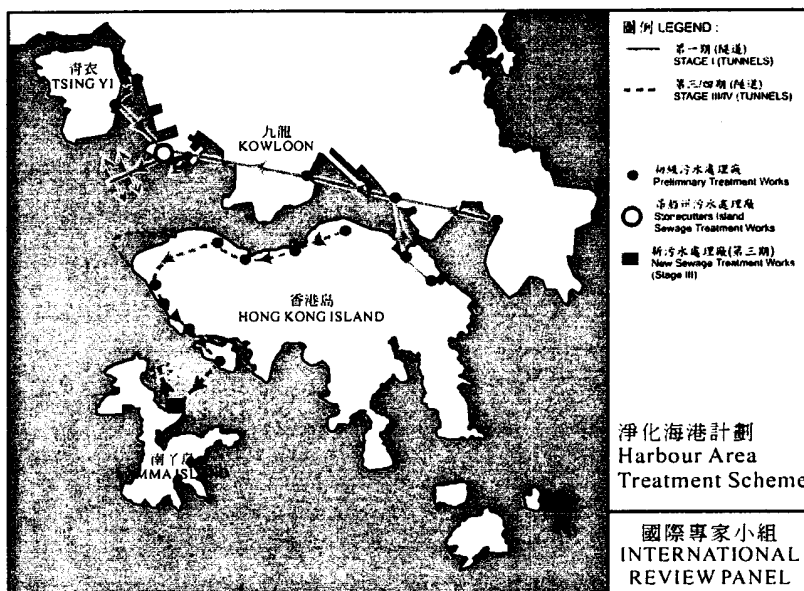 青衣
TSING YI
九龍
KOWLOON
香港島
HONG KONG ISLAND
南丫島
MMA ISL
圖例 LEGEND :
第一期 (隧道)
STAGE I (TUNNELS)
第三/四期 (隧道)
STAGE III/IV (TUNNELS)
初級污水處理廠
Preliminary Treatment Works
昂船洲污水處理廠
Stonecutters Island
Sewage Treatment Works
新污水處理廠(第三期)
New Sewage Treatment Works
(Stage III)
淨化海港計劃
Harbour Area
Treatment Scheme
國際專家小組
INTERNATIONAL
REVIEW PANEL